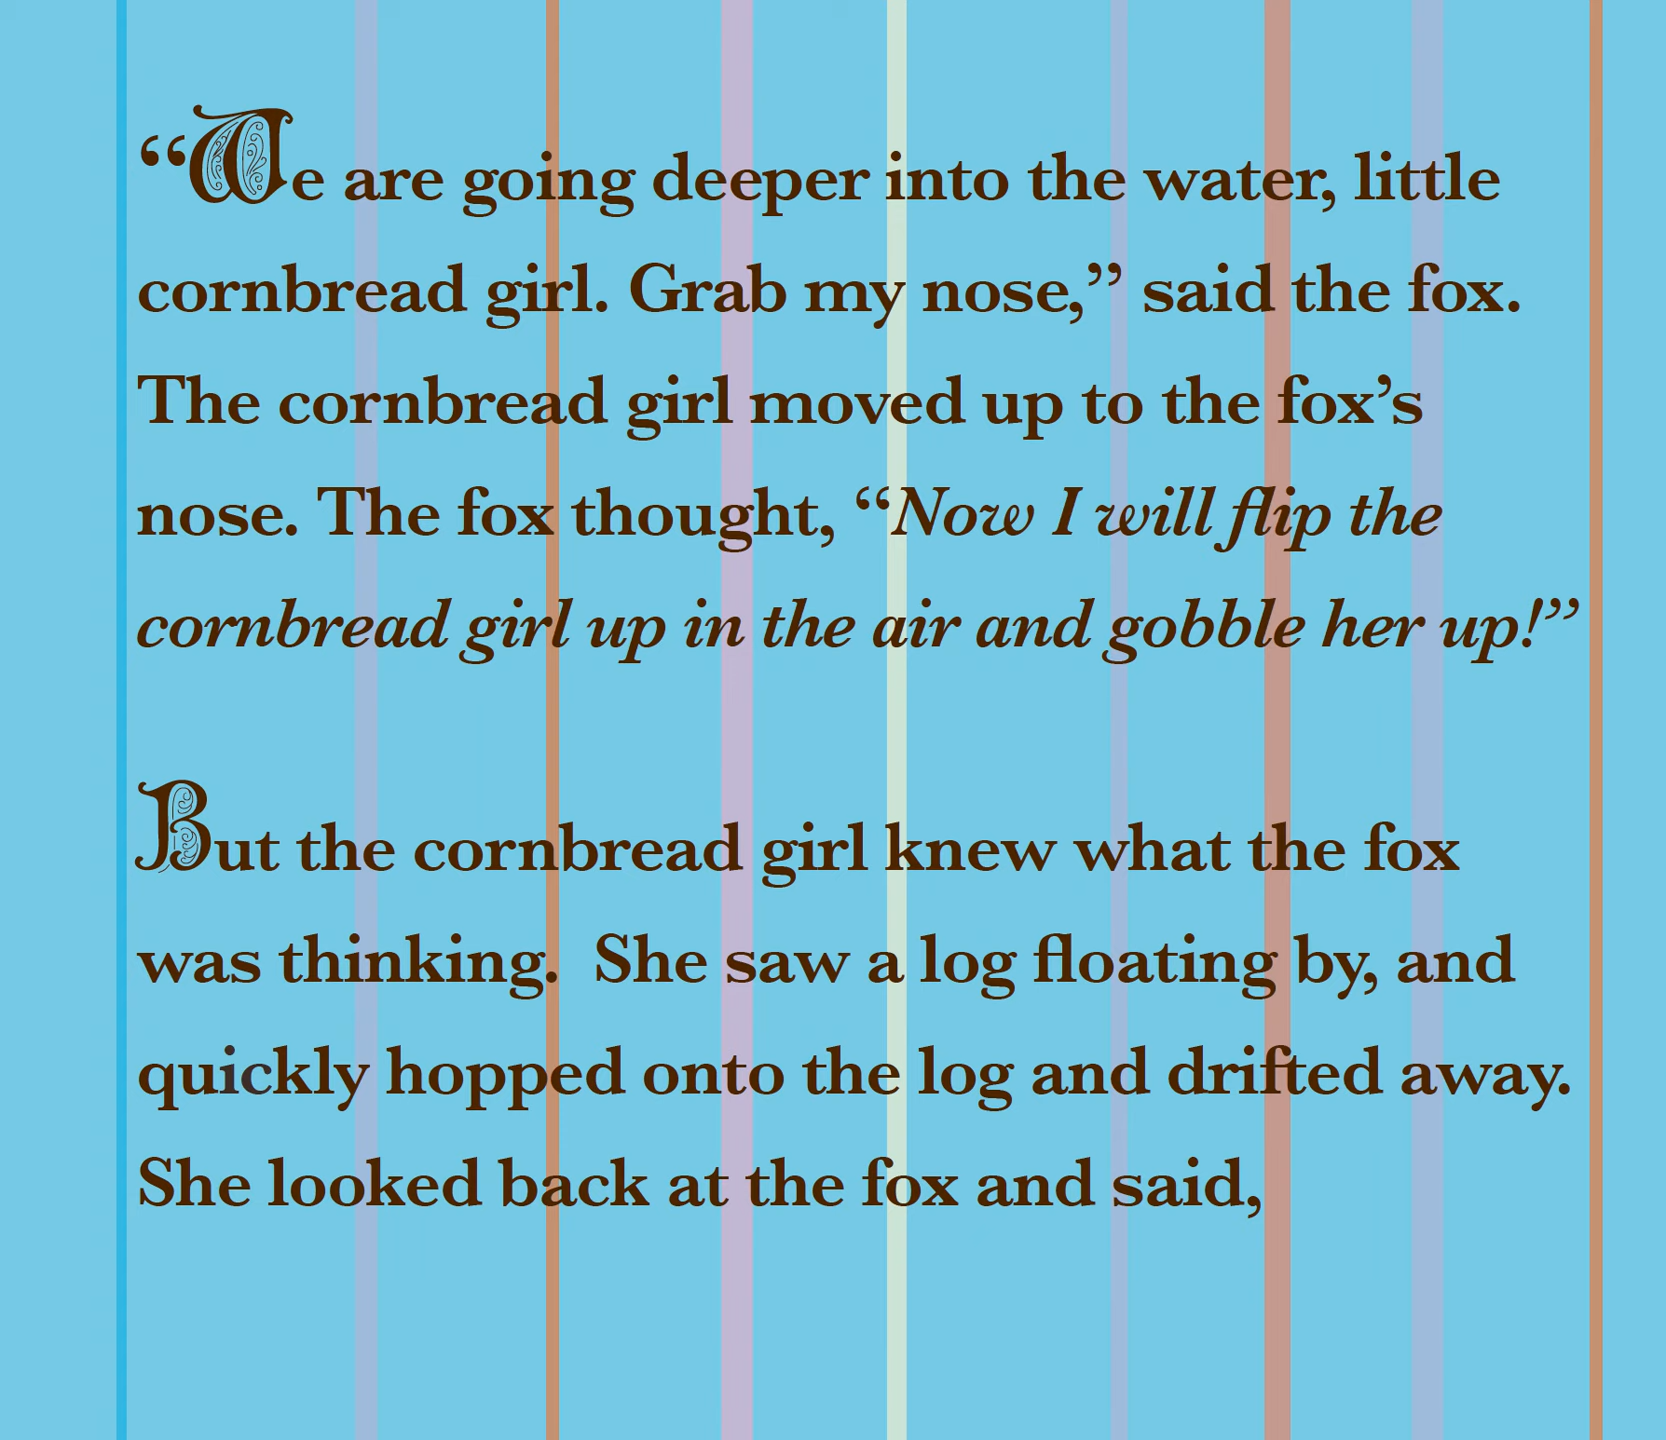 “We are going deeper into the water, little
cornbread girl. Grab my nose,” said the fox.
The cornbread girl moved up to the fox’s
nose. The fox thought, “Now I will flip the
cornbread girl up in the air and gobble her up!”
But the cornbread girl knew what the fox
was thinking.  She saw a log floating by, and
quickly hopped onto the log and drifted away.
She looked back at the fox and said,